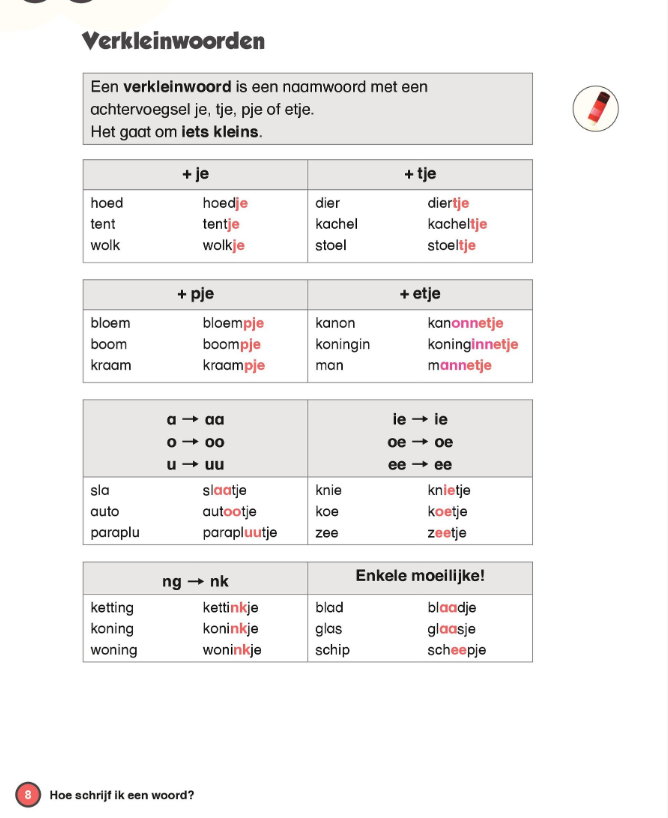 Verkleinwoorden
Een verkleinwoord is een naamwoord met een
achtervoegsel je, tje, pje of etje.
Het gaat om iets kleins.
+ je + tje
hoed hoedje dier diertje
tent tentje kachel kacheltje
wolk wolkje stoel stoeltje
+ pje + etje
bloem bloempje kanon kanonnetje
boom boompje koningin koninginnetje
kraam kraampje man mannetje
a → aa ie → ie
o → oo oe → oe
u → uu ee → ee
sla slaatje knie knietje
auto autootje koe koetje
paraplu parapluutje zee zeetje
ng → nk Enkele moeilijke!
ketting kettinkje blad blaadje
koning koninkje glas glaasje
woning woninkje schip scheepje
8 Hoe schrijf ik een woord?